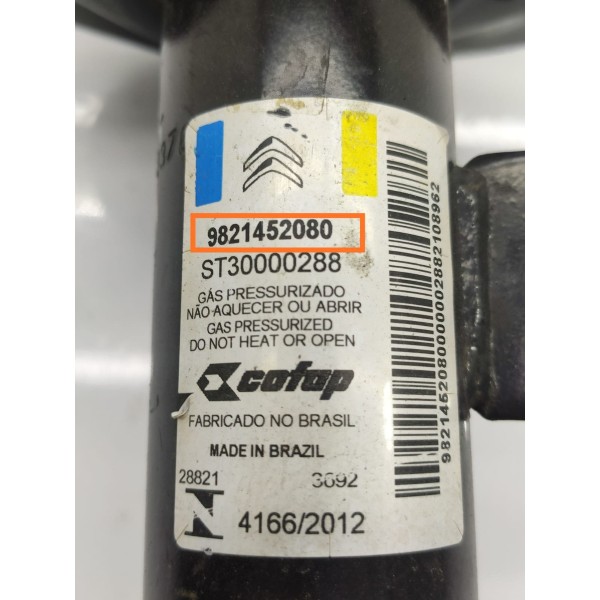 9821452080
ST30000288
GÁS PRESSURIZADO
NÃO AQUECER OU ABRIR
GAS PRESSURIZED
DO NOT HEAT OR OPEN
cofap
FABRICADO NO BRASIL
MADE IN BRAZIL
28821 3692
N 4166/2012
98214520800000002882108962